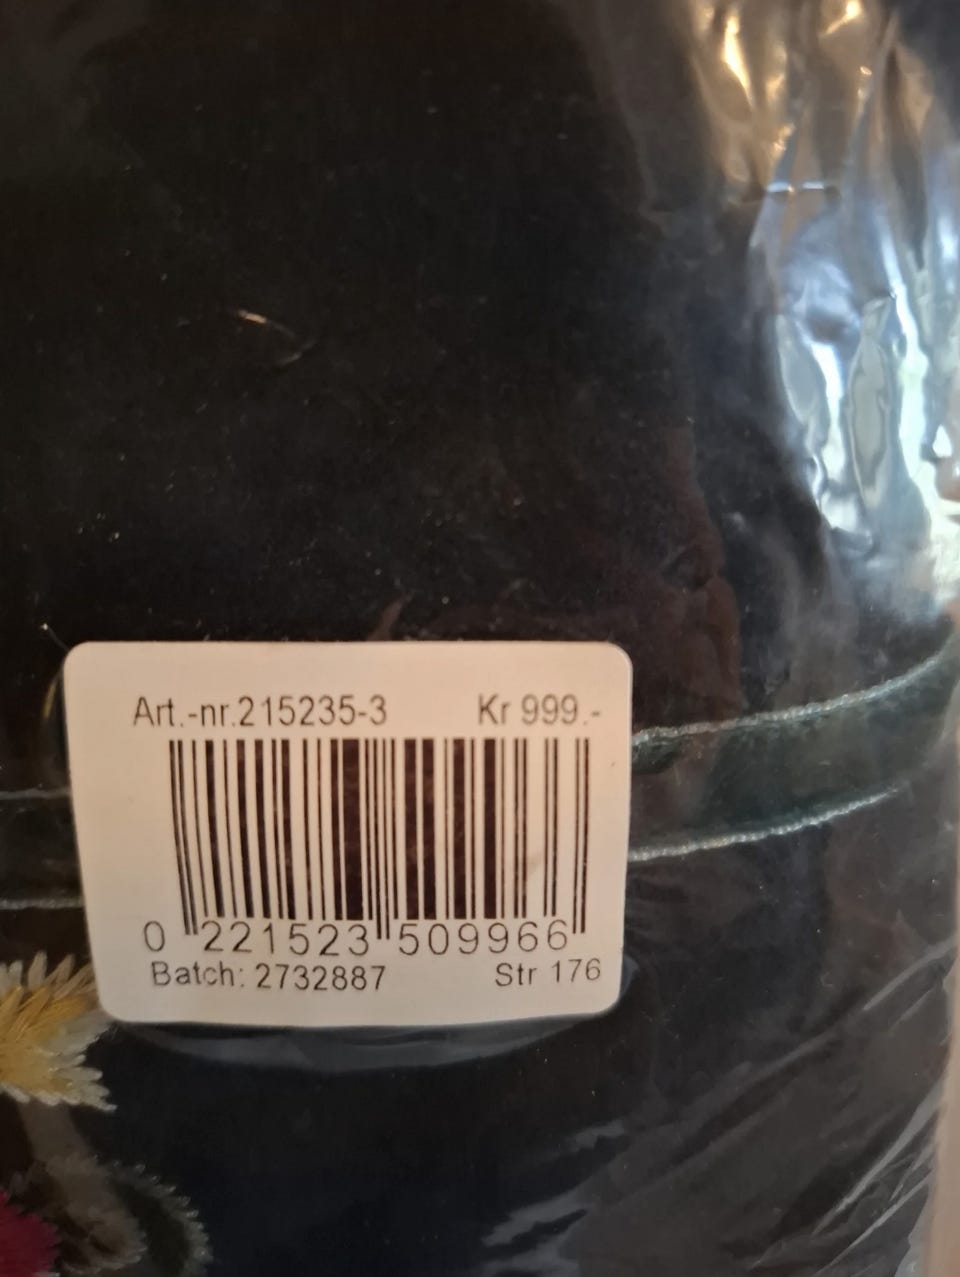 Art.-nr.215235-3 Kr 999.-
0 221523 509966
Batch: 2732887 Str 176